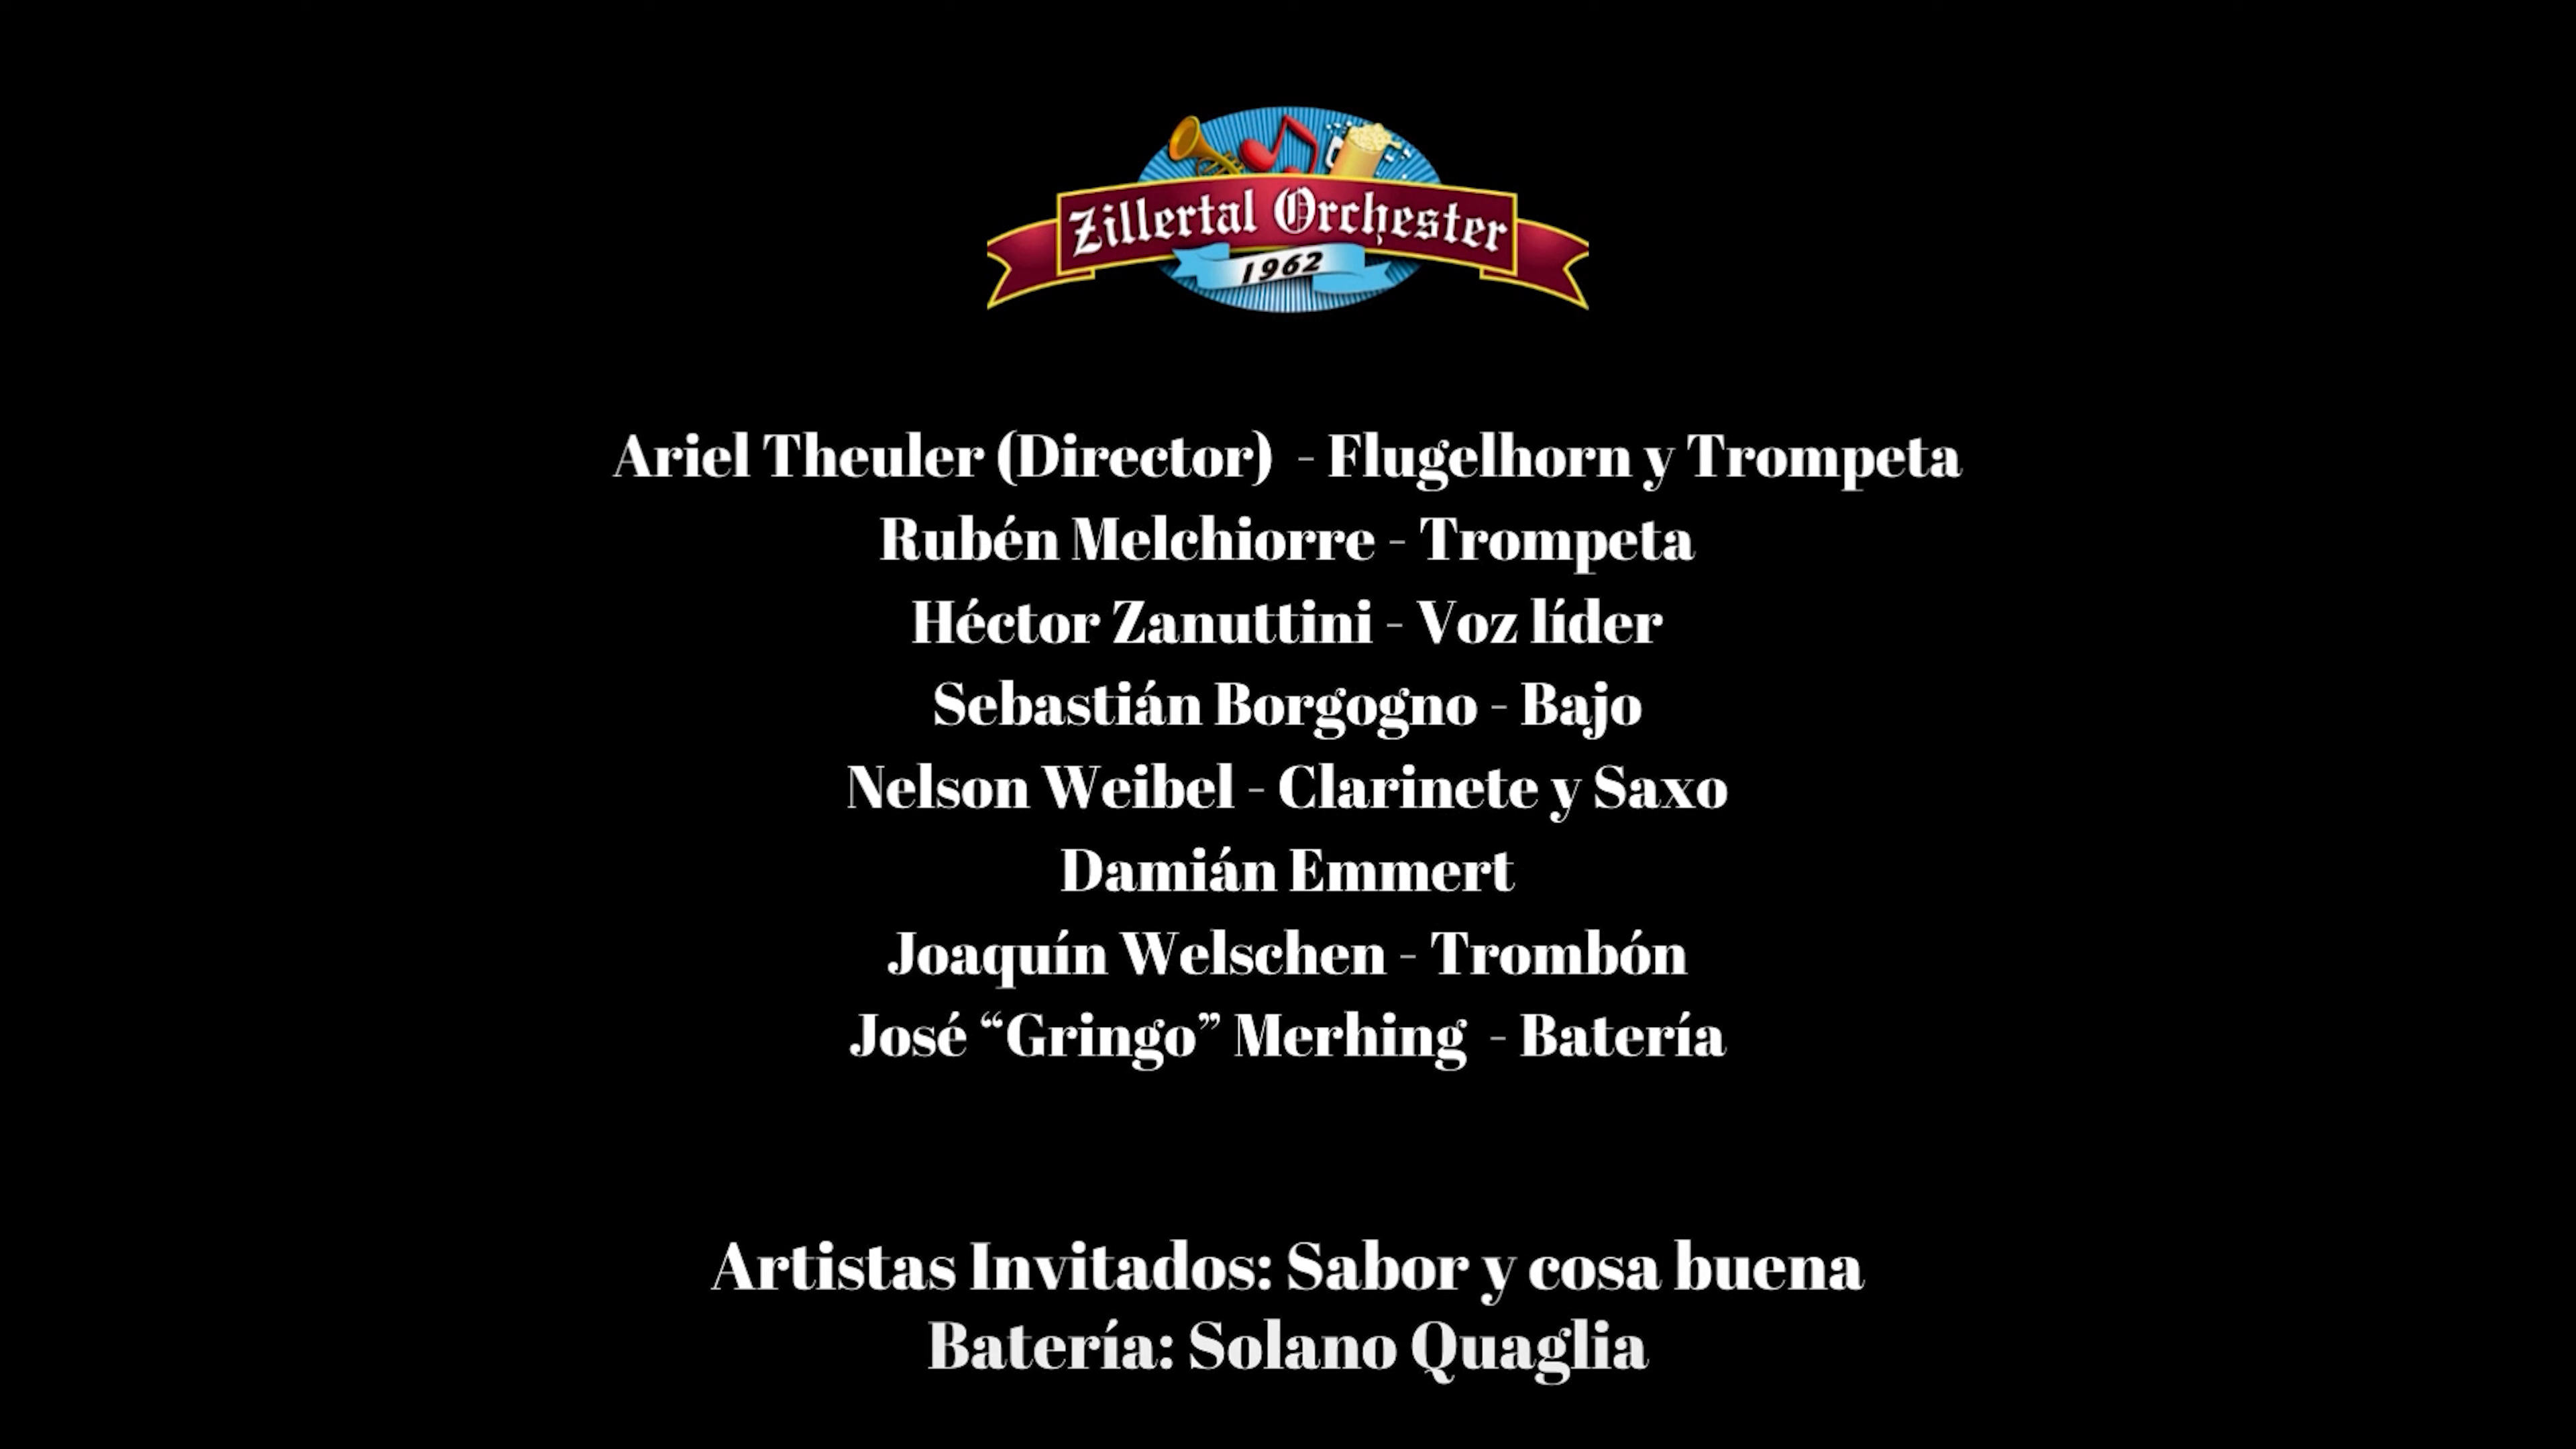 Zillertal Orchester
1962
Ariel Theuler (Director) - Flugelhorn y Trompeta
Rubén Melchiorre - Trompeta
Héctor Zanuttini - Voz líder
Sebastián Borgogno - Bajo
Nelson Weibel - Clarinete y Saxo
Damián Emmert
Joaquín Welschen - Trombón
José “Gringo” Merhing - Batería
Artistas Invitados: Sabor y cosa buena
Batería: Solano Quaglia